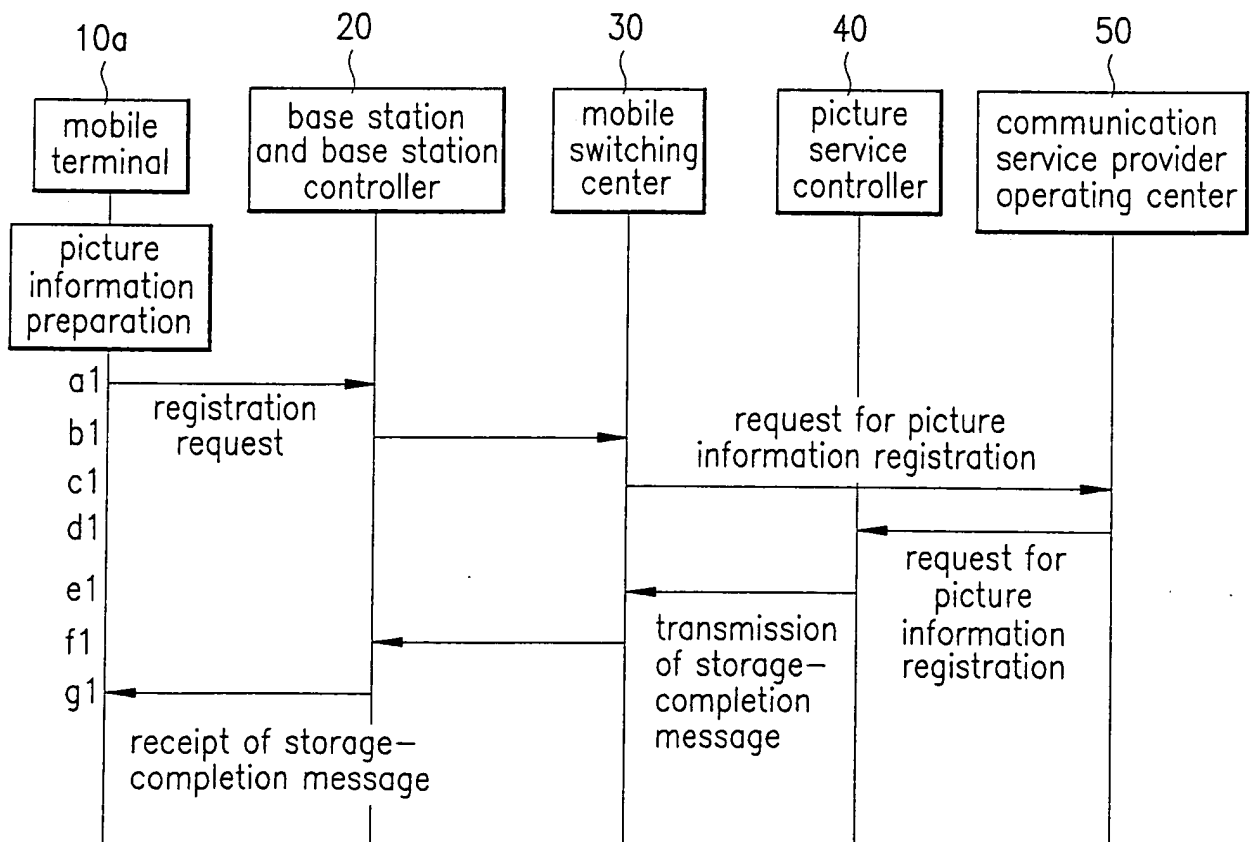 10a
20
30
40
50
mobile
terminal
base station
and base station
controller
mobile
switching
center
picture
service
controller
communication
service provider
operating center
picture
information
preparation
a1
registration
request
b1
request for picture
information registration
c1
d1
request for
picture
information
registration
e1
transmission
of storage-
completion
message
f1
g1
receipt of storage-
completion message